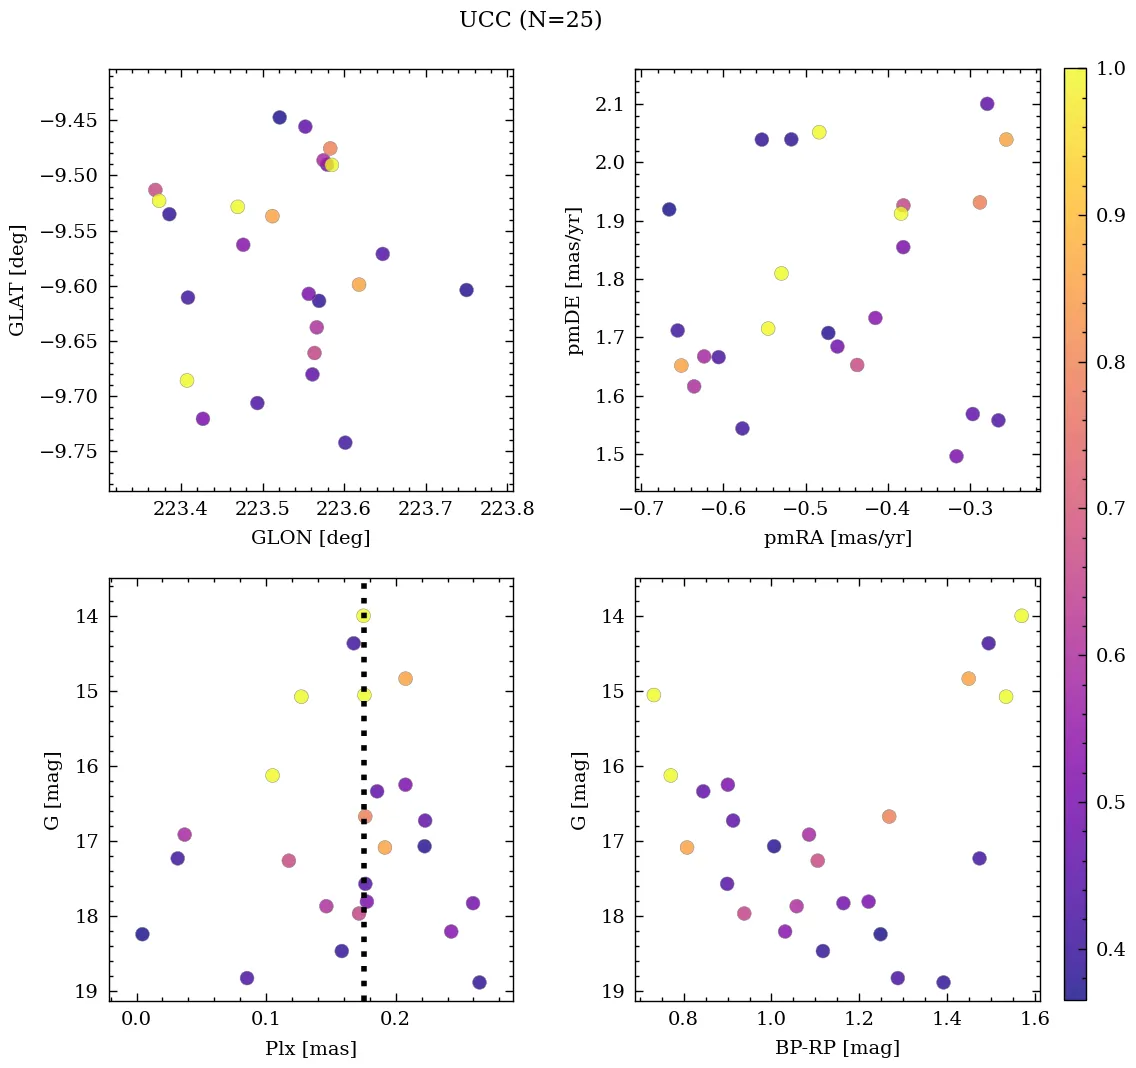 UCC (N=25)
−9.45
−9.50
−9.55
−9.60
−9.65
−9.70
−9.75
GLAT [deg]
223.4 223.5 223.6 223.7 223.8
GLON [deg]
2.1
2.0
1.9
1.8
1.7
1.6
1.5
pmDE [mas/yr]
−0.7 −0.6 −0.5 −0.4 −0.3
pmRA [mas/yr]
14
15
16
17
18
19
G [mag]
0.0 0.1 0.2
Plx [mas]
14
15
16
17
18
19
G [mag]
0.8 1.0 1.2 1.4 1.6
BP-RP [mag]
1.0
0.9
0.8
0.7
0.6
0.5
0.4